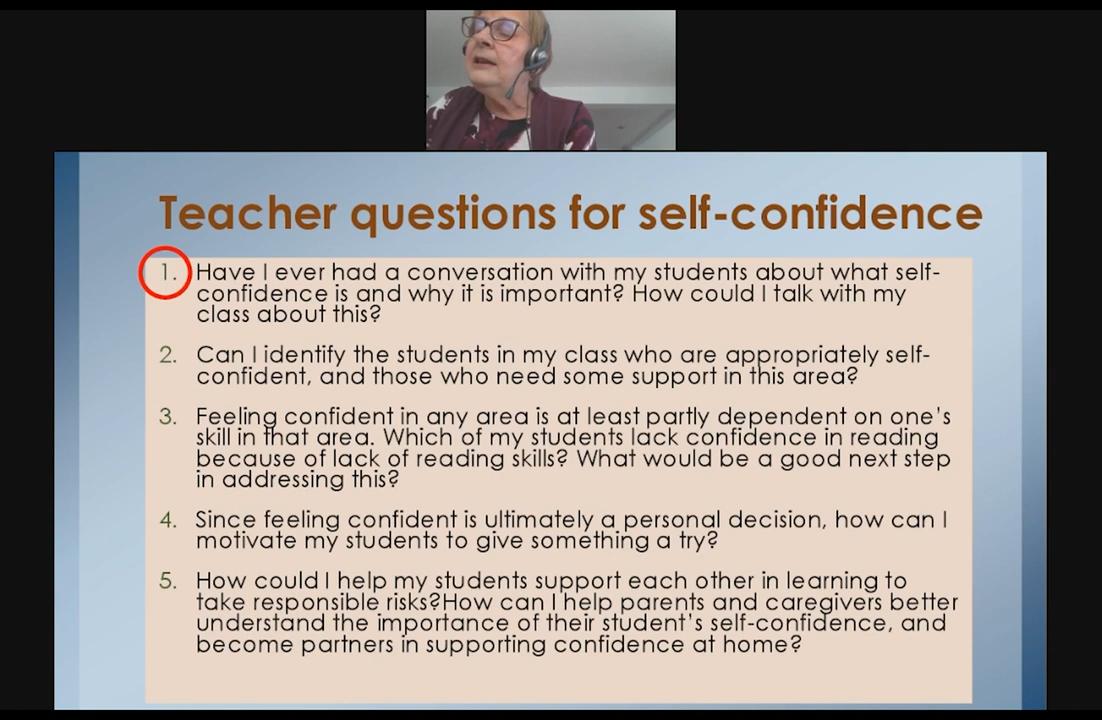 Teacher questions for self-confidence
1. Have I ever had a conversation with my students about what self-
confidence is and why it is important? How could I talk with my
class about this?
2. Can I identify the students in my class who are appropriately self-
confident, and those who need some support in this area?
3. Feeling confident in any area is at least partly dependent on one's
skill in that area. Which of my students lack confidence in reading
because of lack of reading skills? What would be a good next step
in addressing this?
4. Since feeling confident is ultimately a personal decision, how can I
motivate my students to give something a try?
5. How could I help my students support each other in learning to
take responsible risks?How can I help parents and caregivers better
understand the importance of their student's self-confidence, and
become partners in supporting confidence at home?